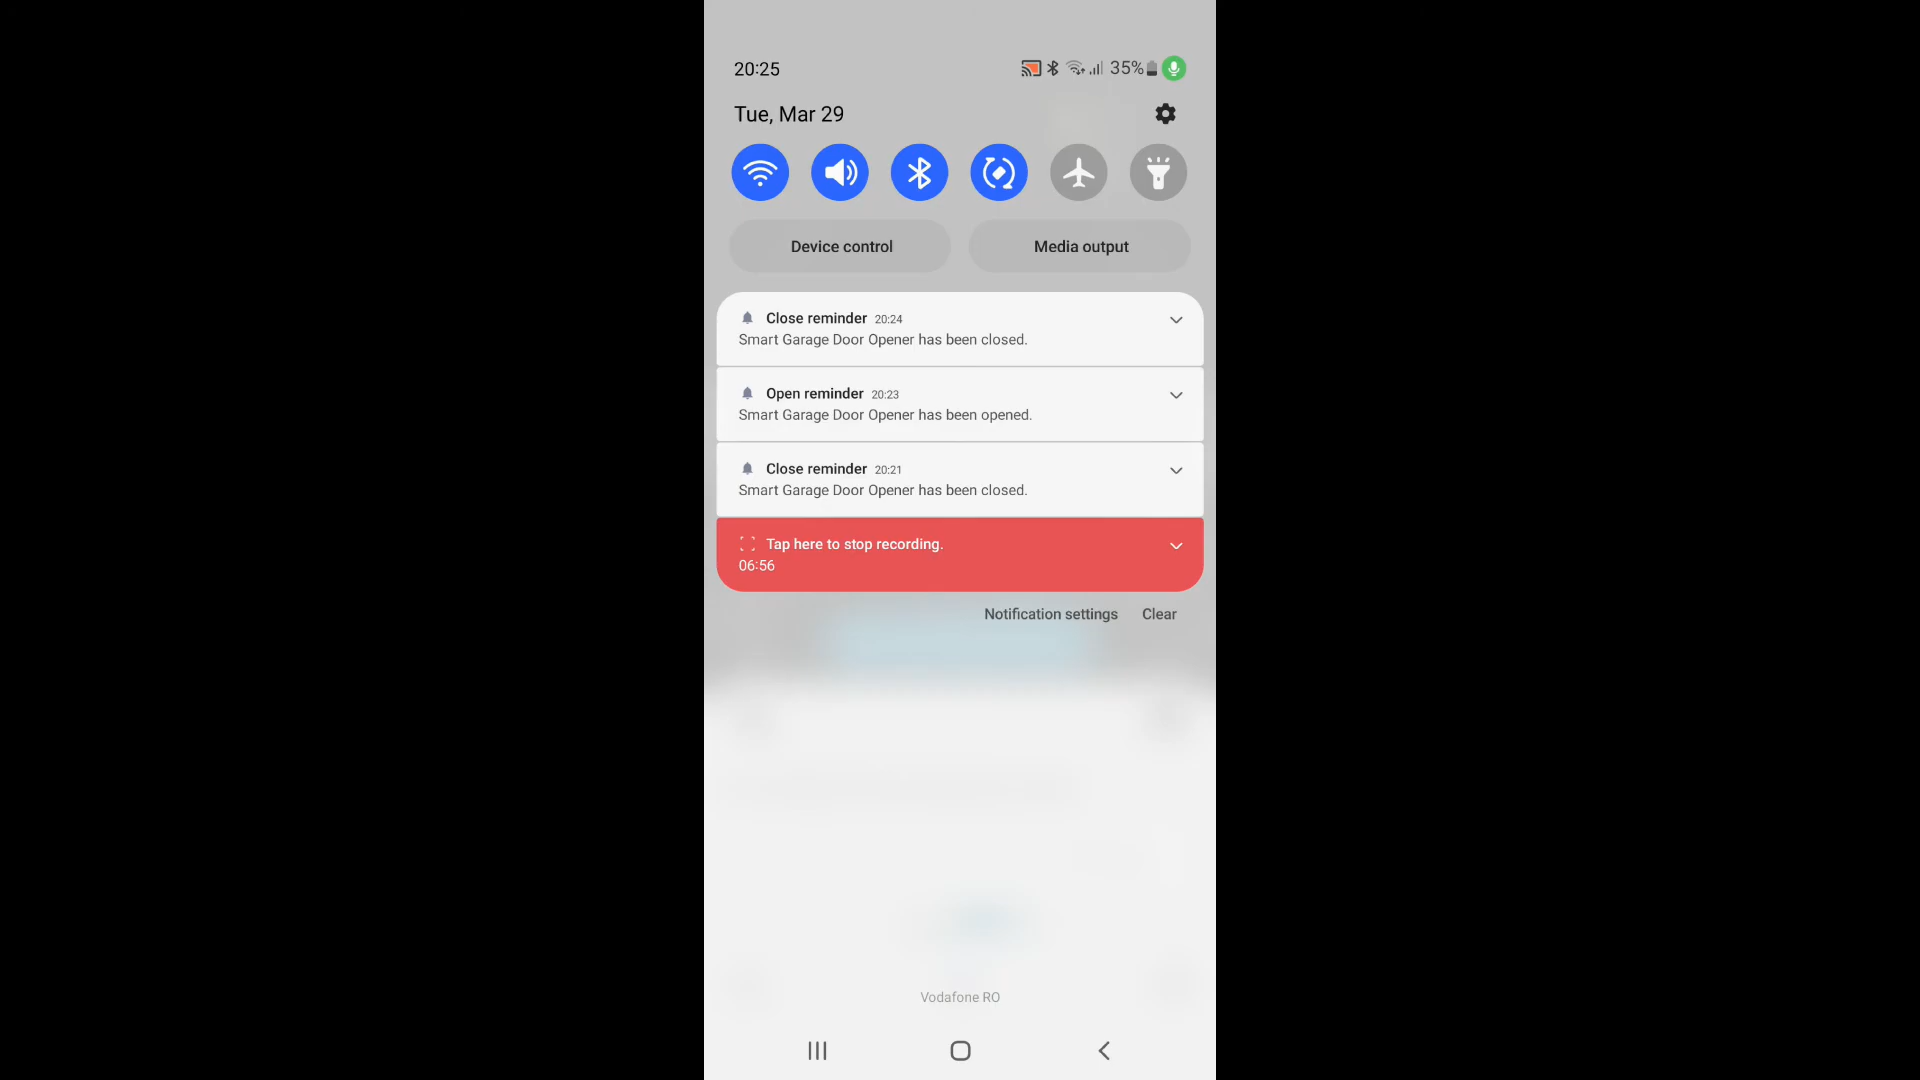 20:25 35%
Tue, Mar 29
Device control Media output
Close reminder 20:24
Smart Garage Door Opener has been closed.
Open reminder 20:23
Smart Garage Door Opener has been opened.
Close reminder 20:21
Smart Garage Door Opener has been closed.
Tap here to stop recording.
06:56
Notification settings Clear
Vodafone RO